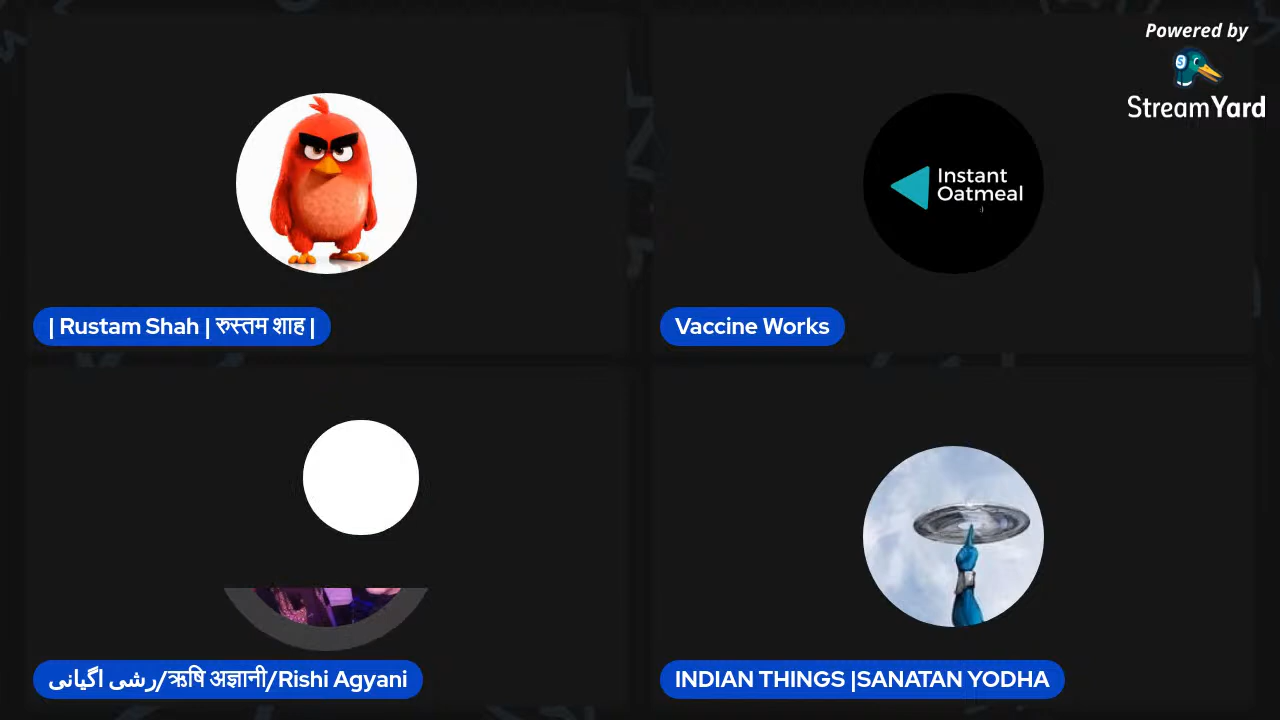 Powered by
StreamYard
Instant
Oatmeal
| Rustam Shah | रुस्तम शाह |
Vaccine Works
رشی اگیانی/ऋषि अज्ञानी/Rishi Agyani
INDIAN THINGS |SANATAN YODHA